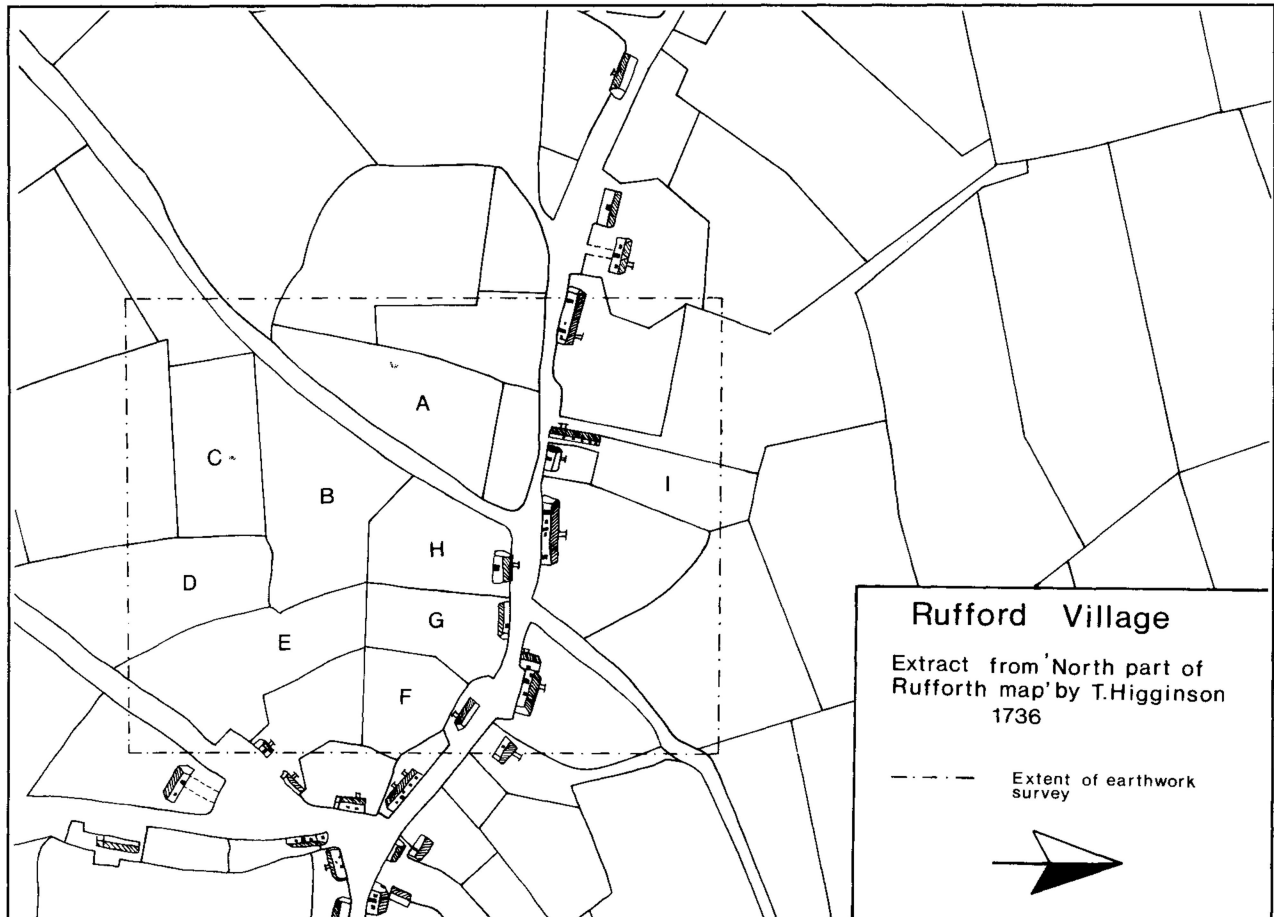 A
C
B
I
H
D
G
E
F
Rufford Village
Extract from 'North part of
Rufforth map' by T.Higginson
1736
Extent of earthwork
survey